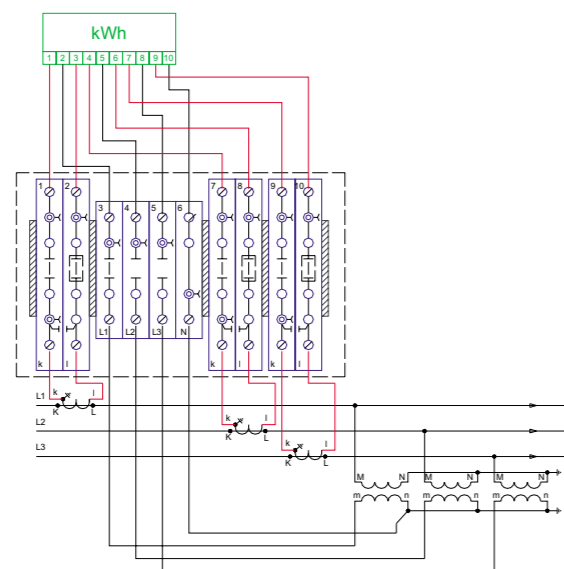 kWh
1 2 3 4 5 6 7 8 9 10
1 2 7 8 9 10
3 4 5 6
L1 L2 L3 N
k l k l k l
L1 k l
K L
L2 k l
K L
L3 k l
K L
M N M N M N
m n m n m n